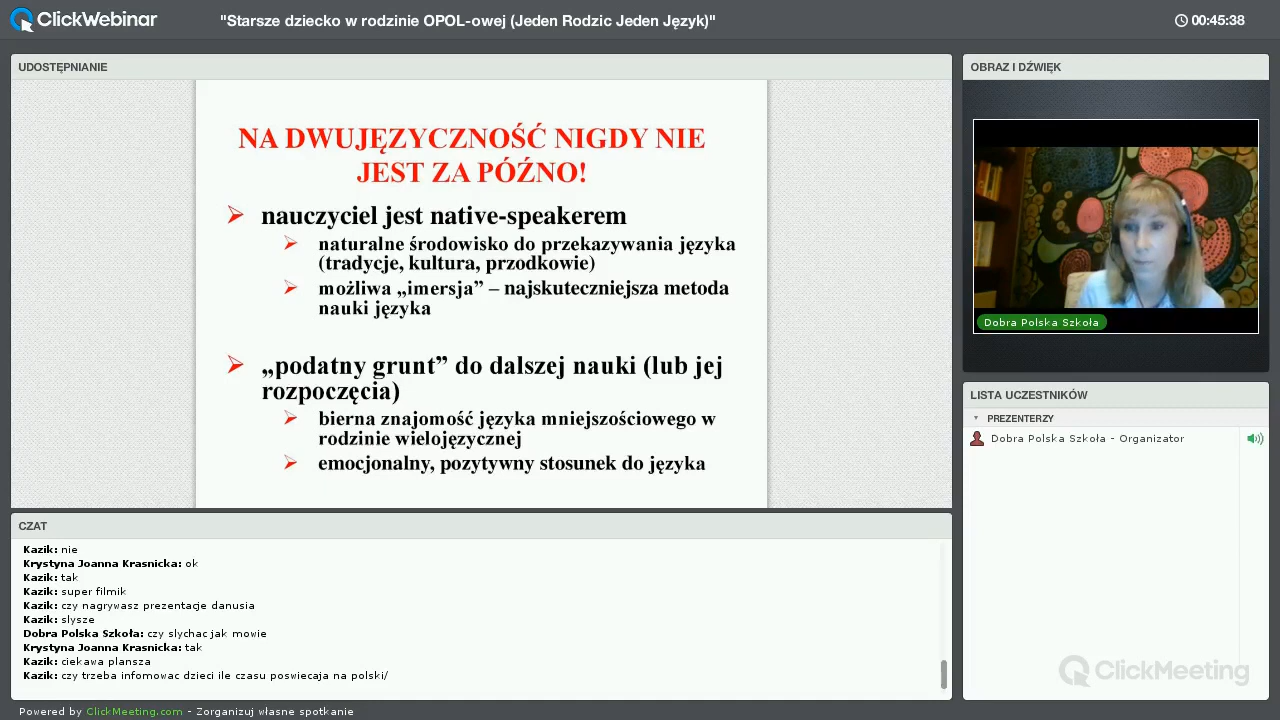 ClickWebinar
"Starsze dziecko w rodzinie OPOL-owej (Jeden Rodzic Jeden Język)"
00:45:38
UDOSTĘPNIANIE
NA DWUJĘZYCZNOŚĆ NIGDY NIE
JEST ZA PÓŹNO!
nauczyciel jest native-speakerem
naturalne środowisko do przekazywania języka
(tradycje, kultura, przodkowie)
możliwa „imersja” – najskuteczniejsza metoda
nauki języka
„podatny grunt” do dalszej nauki (lub jej
rozpoczęcia)
bierna znajomość języka mniejszościowego w
rodzinie wielojęzycznej
emocjonalny, pozytywny stosunek do języka
OBRAZ I DŹWIĘK
Dobra Polska Szkoła
LISTA UCZESTNIKÓW
PREZENTERZY
Dobra Polska Szkoła - Organizator
CZAT
Kazik: nie
Krystyna Joanna Krasnicka: ok
Kazik: tak
Kazik: super filmik
Kazik: czy nagrywasz prezentacje danusia
Kazik: slysze
Dobra Polska Szkoła: czy slychac jak mowie
Krystyna Joanna Krasnicka: tak
Kazik: ciekawa plansza
Kazik: czy trzeba infomowac dzieci ile czasu poswiecaja na polski/
ClickMeeting
Powered by ClickMeeting.com - Zorganizuj własne spotkanie